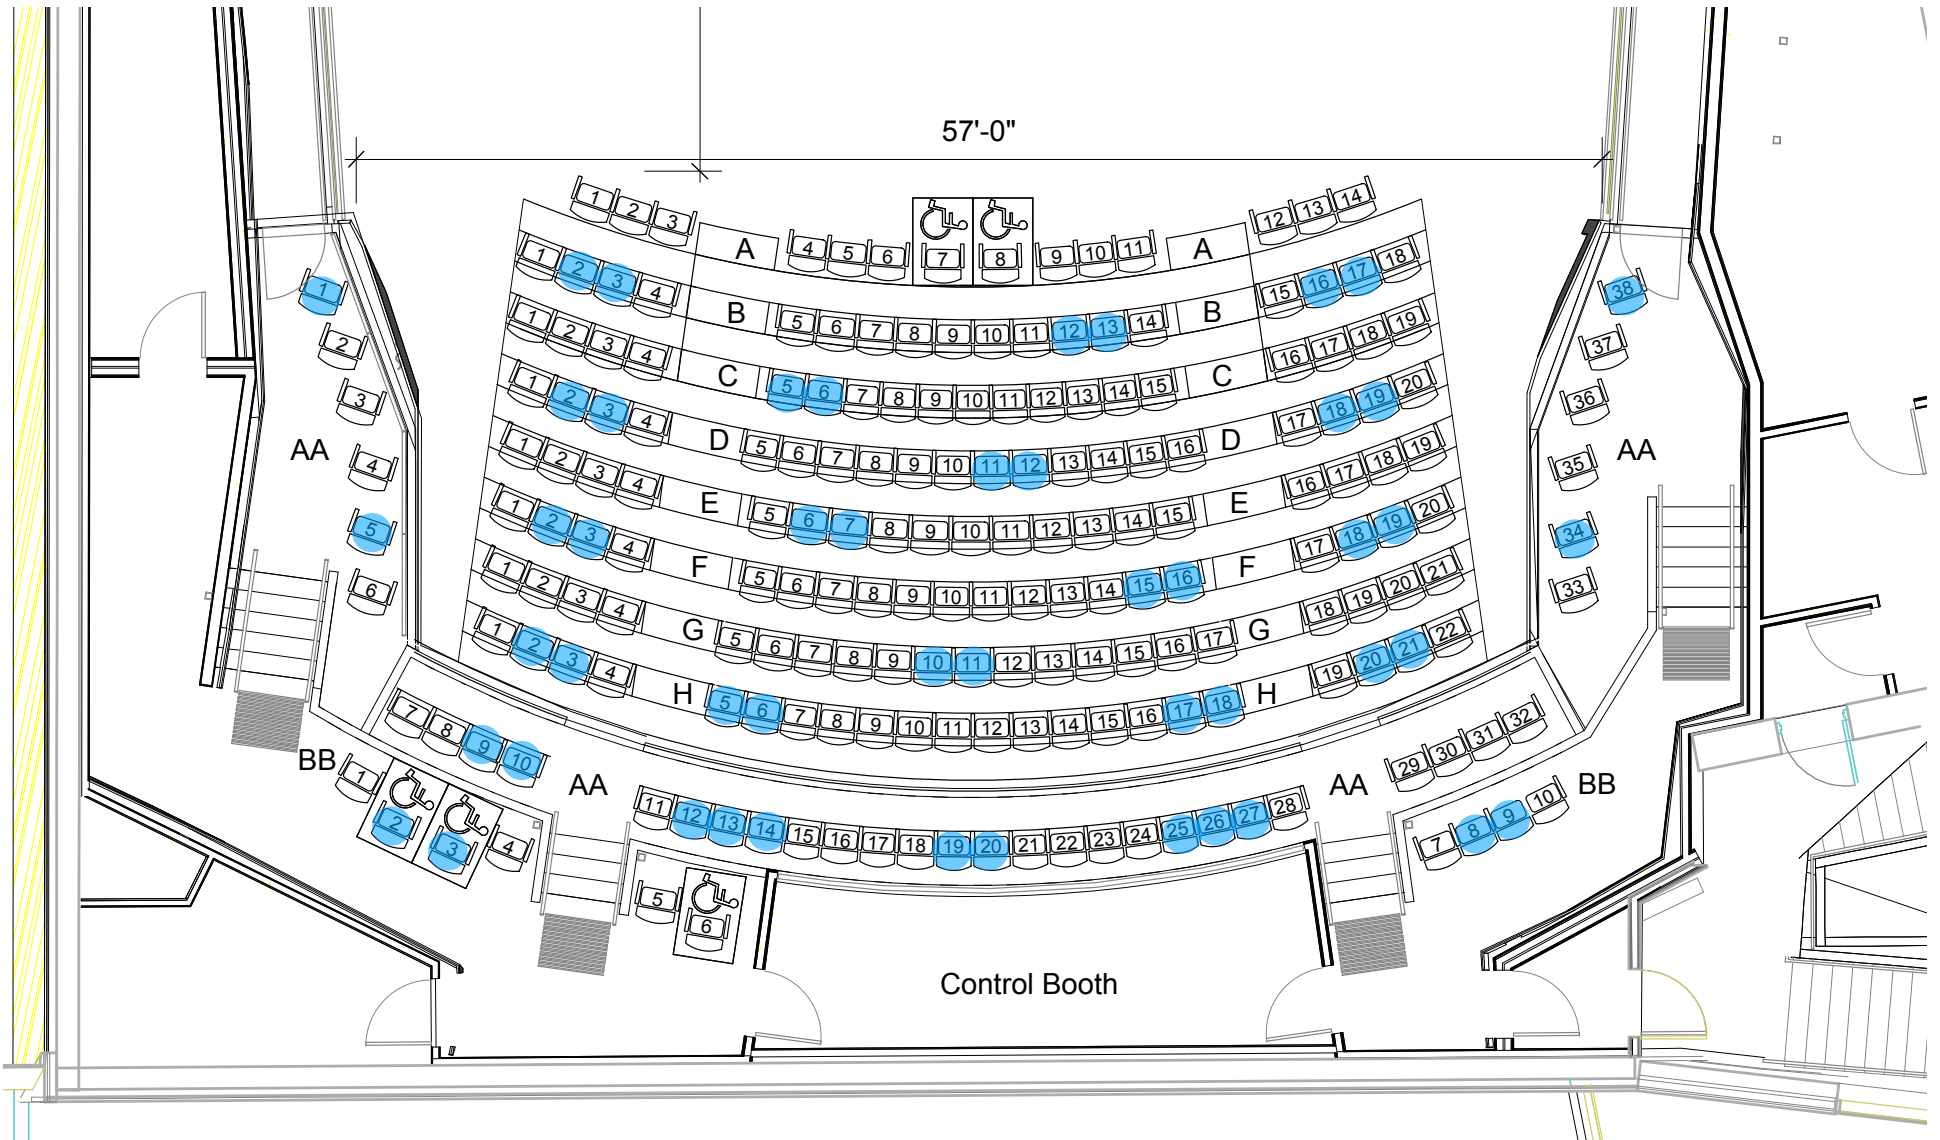 57'-0"
1 2 3 A 4 5 6 7 8 9 10 11 A 12 13 14
1 2 3 4 B 5 6 7 8 9 10 11 12 13 14 B 15 16 17 18
1 2 3 4 C 5 6 7 8 9 10 11 12 13 14 15 C 16 17 18 19
1 2 3 4 D 5 6 7 8 9 10 11 12 13 14 15 16 D 17 18 19 20
1 2 3 4 E 5 6 7 8 9 10 11 12 13 14 15 E 16 17 18 19
1 2 3 4 F 5 6 7 8 9 10 11 12 13 14 15 16 F 17 18 19 20
1 2 3 4 G 5 6 7 8 9 10 11 12 13 14 15 16 17 G 18 19 20 21
1 2 3 4 H 5 6 7 8 9 10 11 12 13 14 15 16 17 18 H 19 20 21 22
1
2
3
AA
4
5
6
7 8 9 10 AA 11 12 13 14 15 16 17 18 19 20 21 22 23 24 25 26 27 28 AA 29 30 31 32
33
34
35
AA
36
37
38
BB 1 2 3 4 5 6 7 8 9 10 BB
Control Booth